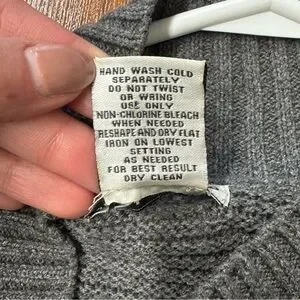 HAND WASH COLD
SEPARATELY
DO NOT TWIST
OR WRING
USE ONLY
NON-CHLORINE BLEACH
WHEN NEEDED
RESHAPE AND DRY FLAT
IRON ON LOWEST
SETTING
AS NEEDED
FOR BEST RESULT
DRY CLEAN